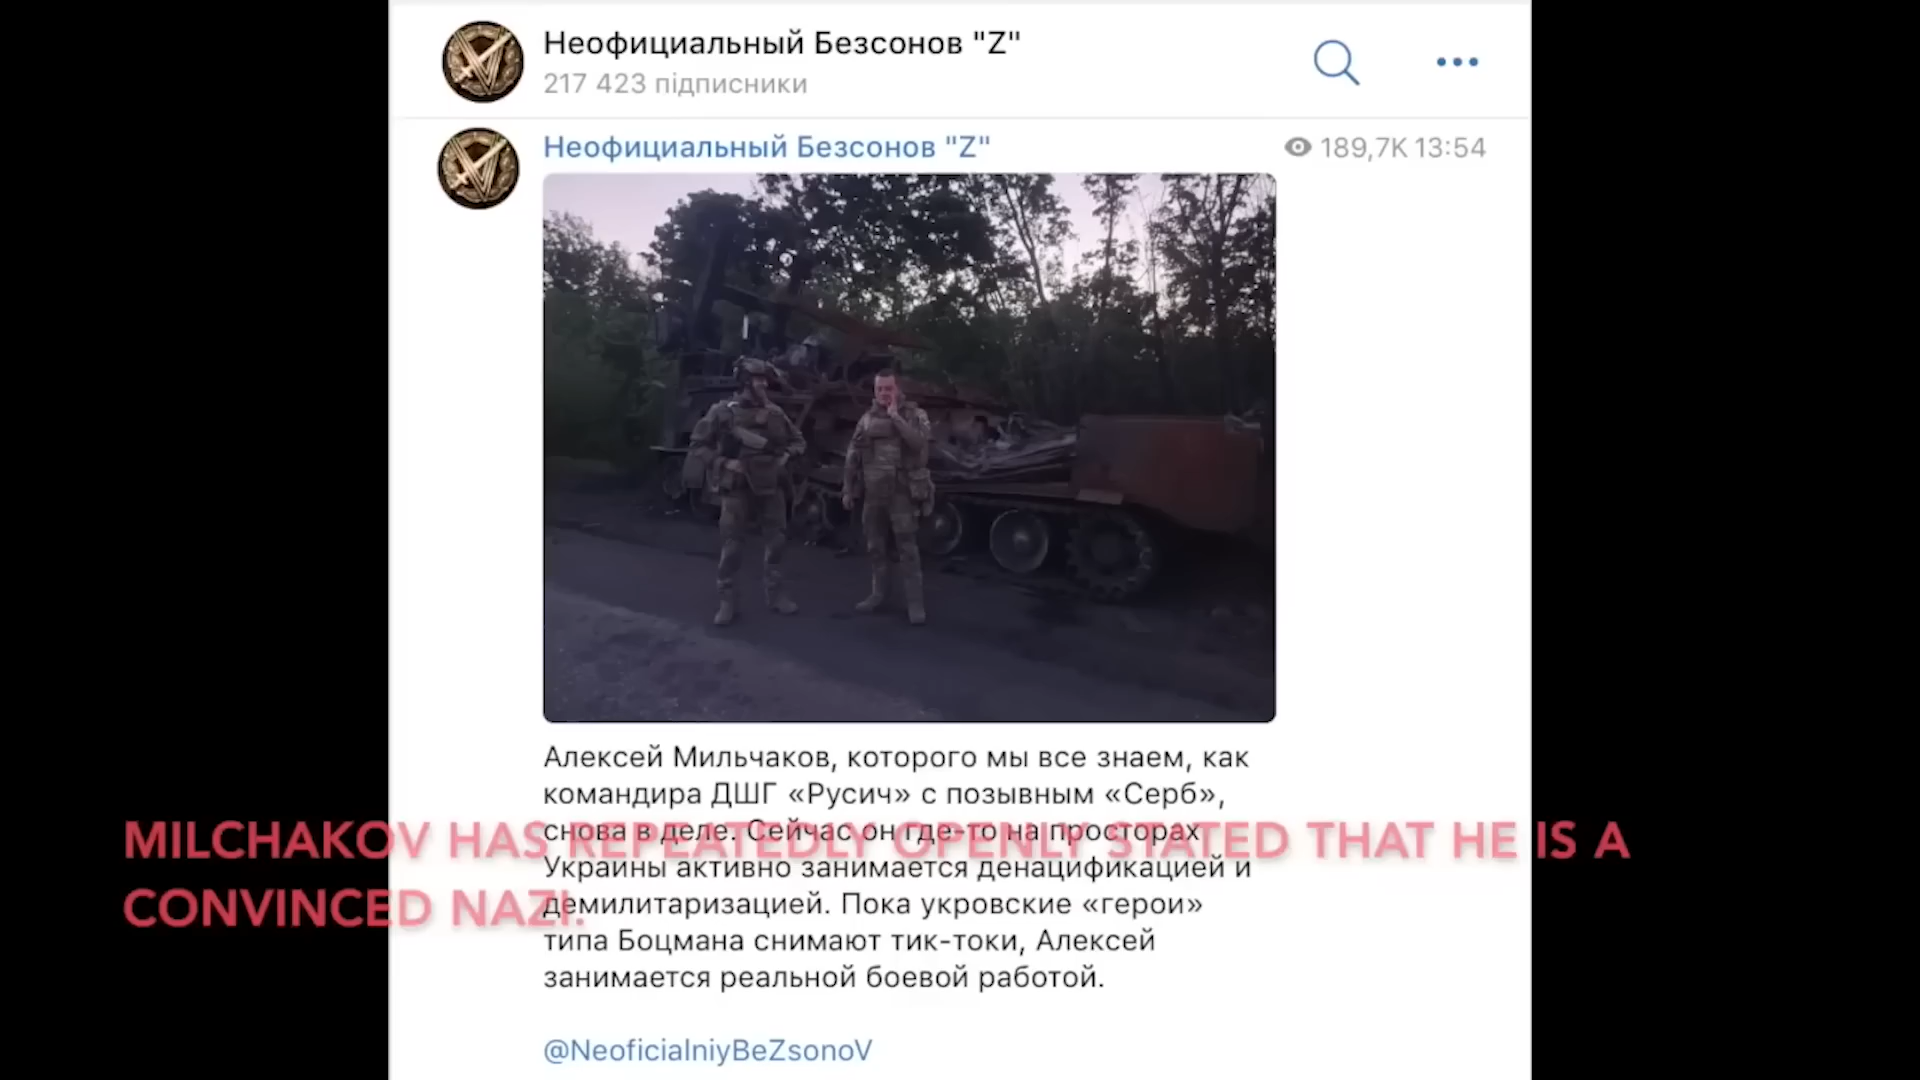 Неофициальный Безсонов "Z"
217 423 підписники
Неофициальный Безсонов "Z"
189,7K 13:54
Алексей Мильчаков, которого мы все знаем, как
командира ДШГ «Русич» с позывным «Серб»,
снова в деле. Сейчас он где-то на просторах
Украины активно занимается денацификацией и
демилитаризацией. Пока укровские «герои»
типа Боцмана снимают тик-токи, Алексей
занимается реальной боевой работой.
@NeoficialniyBeZsonoV
MILCHAKOV HAS REPEATEDLY OPENLY STATED THAT HE IS A
CONVINCED NAZI.